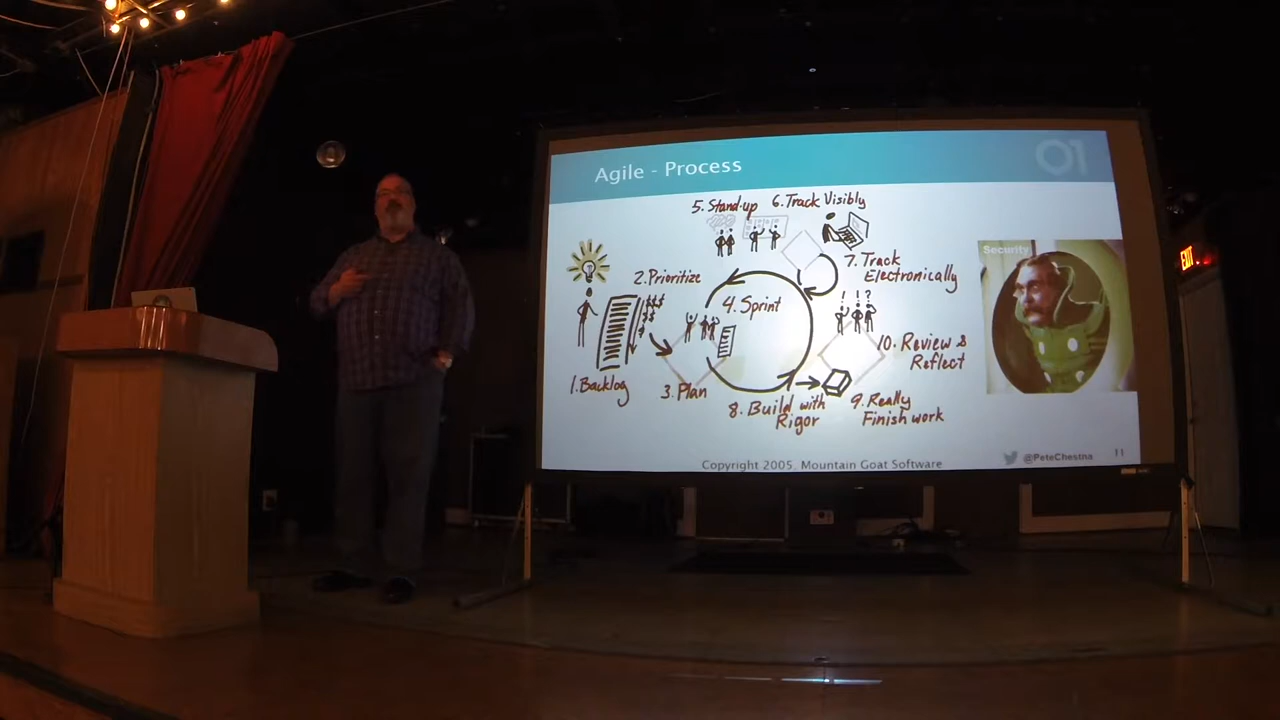 Agile - Process
01
5. Stand-up
6. Track Visibly
Security
2. Prioritize
7. Track
Electronically
$$$
$$
$
4. Sprint
! ! ?
10. Review &
Reflect
1. Backlog
3. Plan
8. Build with
Rigor
9. Really
Finish work
Copyright 2005, Mountain Goat Software
@PeteChestna
11
EXIT